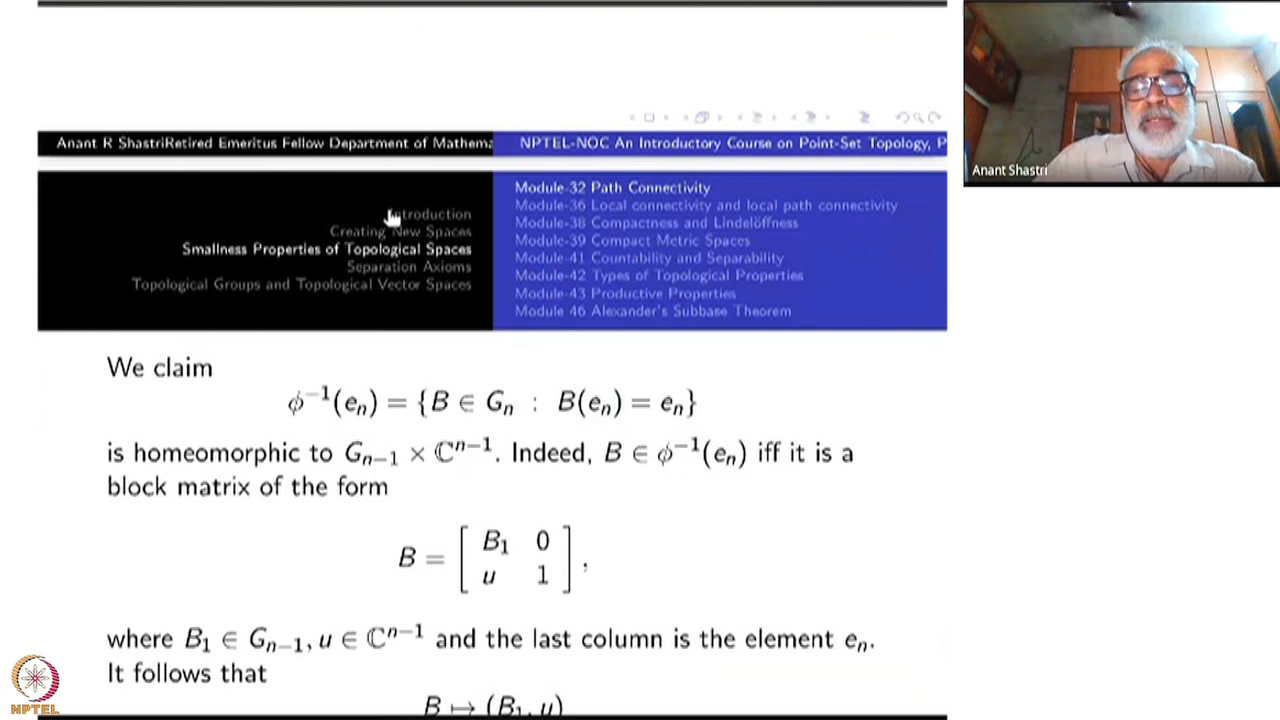 Anant R ShastriRetired Emeritus Fellow Department of Mathema
NPTEL-NOC An Introductory Course on Point-Set Topology, P
Introduction
Creating New Spaces
Smallness Properties of Topological Spaces
Separation Axioms
Topological Groups and Topological Vector Spaces
Module-32 Path Connectivity
Module-36 Local connectivity and local path connectivity
Module-38 Compactness and Lindelöffness
Module-39 Compact Metric Spaces
Module-41 Countability and Separability
Module-42 Types of Topological Properties
Module-43 Productive Properties
Module 46 Alexander's Subbase Theorem
We claim
ϕ⁻¹(eₙ) = {B ∈ Gₙ : B(eₙ) = eₙ}
is homeomorphic to Gₙ₋₁ × ℂⁿ⁻¹. Indeed, B ∈ ϕ⁻¹(eₙ) iff it is a
block matrix of the form
B = [ B₁ 0
u 1 ],
where B₁ ∈ Gₙ₋₁, u ∈ ℂⁿ⁻¹ and the last column is the element eₙ.
It follows that
B ↦ (B₁, u)
Anant Shastri
NPTEL